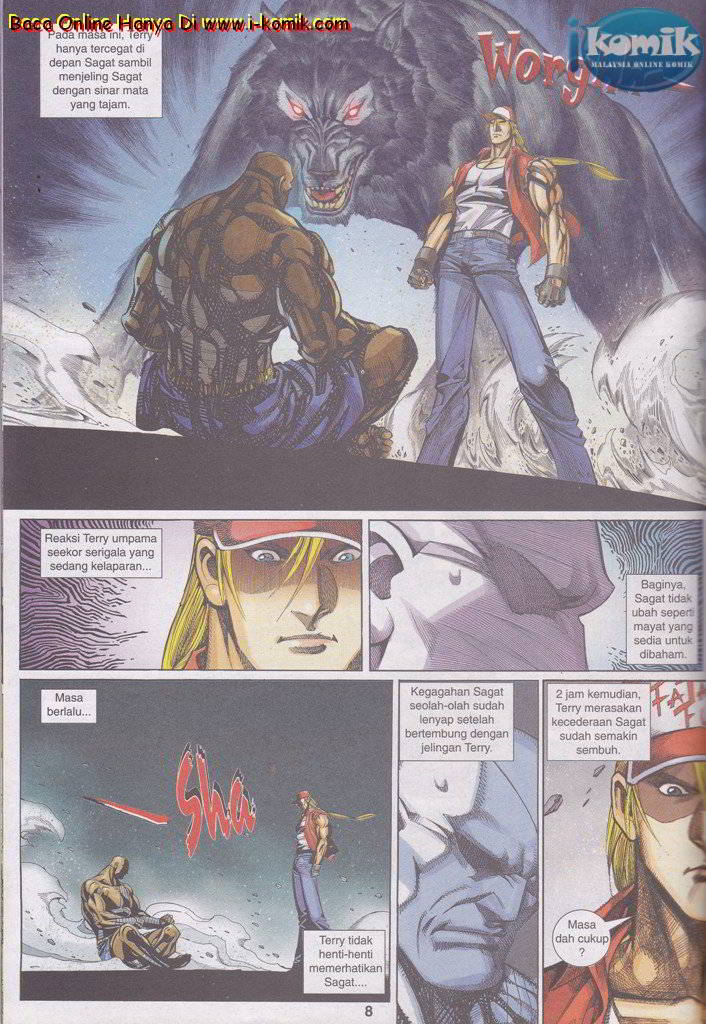 Baca Online Hanya Di www.i-komik.com
Pada masa ini, Terry
hanya tercegat di
depan Sagat sambil
menjeling Sagat
dengan sinar mata
yang tajam.
ikomik
MALAYSIA ONLINE KOMIK
Reaksi Terry umpama
seekor serigala yang
sedang kelaparan...
Baginya,
Sagat tidak
ubah seperti
mayat yang
sedia untuk
dibaham.
Masa
berlalu...
Sha
Terry tidak
henti-henti
memerhatikan
Sagat....
Kegagahan Sagat
seolah-olah sudah
lenyap setelah
bertembung dengan
jelingan Terry.
2 jam kemudian,
Terry merasakan
kecederaan Sagat
sudah semakin
sembuh.
Masa
dah cukup
?
8